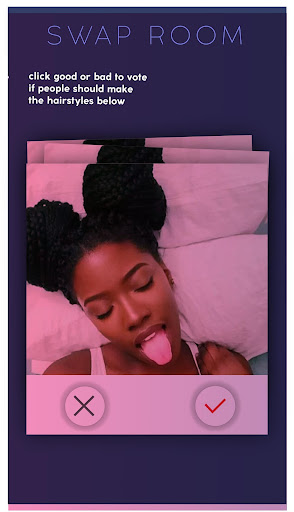 SWAP ROOM
click good or bad to vote
if people should make
the hairstyles below